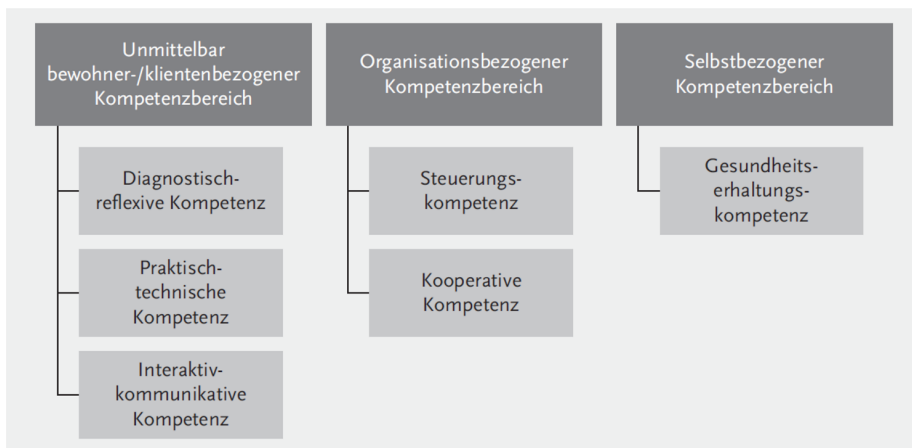 Unmittelbar
bewohner-/klientenbezogener
Kompetenzbereich
Diagnostisch-
reflexive Kompetenz
Praktisch-
technische
Kompetenz
Interaktiv-
kommunikative
Kompetenz
Organisationsbezogener
Kompetenzbereich
Steuerungs-
kompetenz
Kooperative
Kompetenz
Selbstbezogener
Kompetenzbereich
Gesundheits-
erhaltungs-
kompetenz